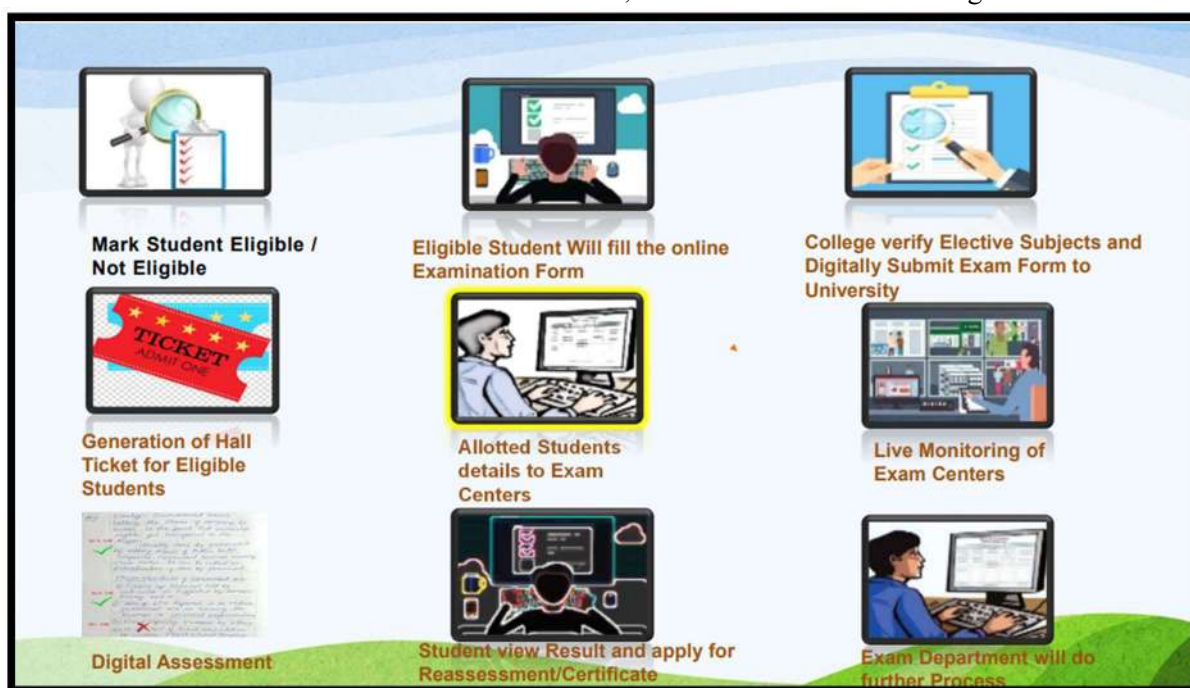 Mark Student Eligible /
Not Eligible
Eligible Student Will fill the online
Examination Form
College verify Elective Subjects and
Digitally Submit Exam Form to
University
TICKET
ADMIT ONE
Generation of Hall
Ticket for Eligible
Students
Allotted Students
details to Exam
Centers
Live Monitoring of
Exam Centers
Digital Assessment
Student view Result and apply for
Reassessment/Certificate
Exam Department will do
further Process